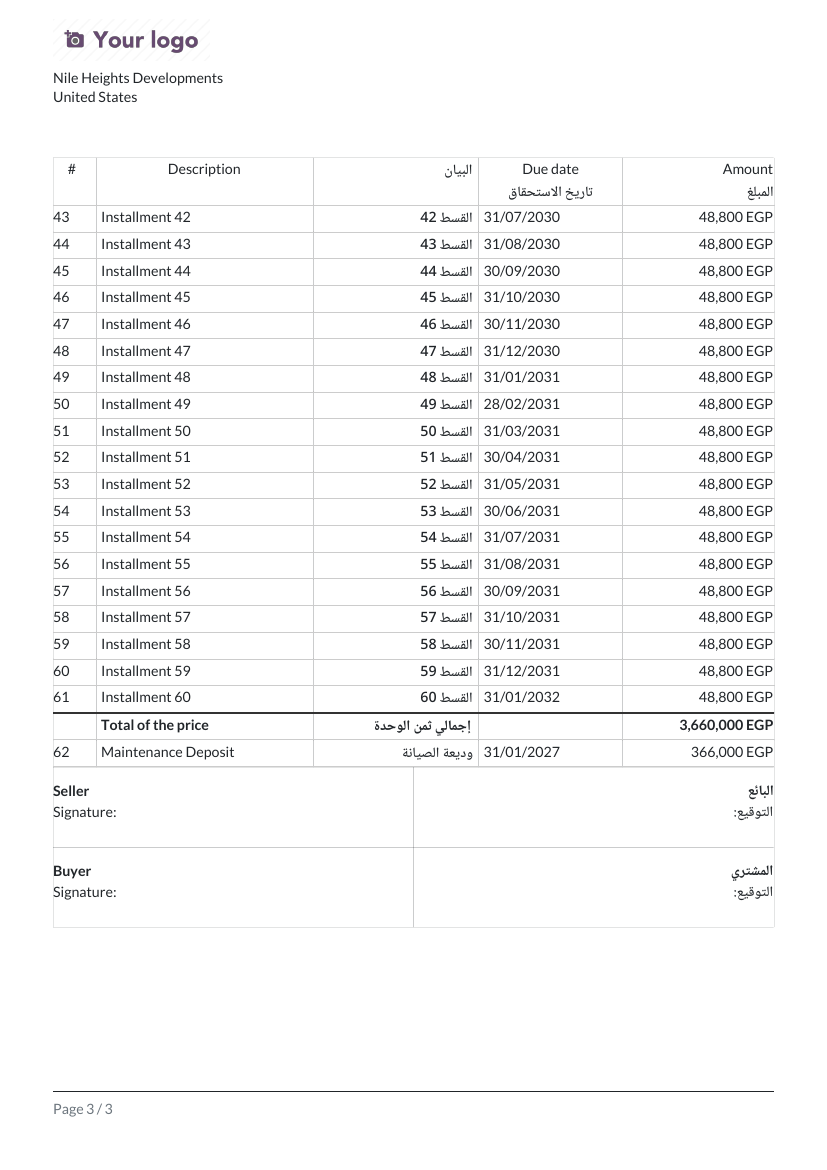 Your logo
Nile Heights Developments
United States
# Description البيان Due date Amount
تاريخ الاستحقاق المبلغ
43 Installment 42 القسط 42 31/07/2030 48,800 EGP
44 Installment 43 القسط 43 31/08/2030 48,800 EGP
45 Installment 44 القسط 44 30/09/2030 48,800 EGP
46 Installment 45 القسط 45 31/10/2030 48,800 EGP
47 Installment 46 القسط 46 30/11/2030 48,800 EGP
48 Installment 47 القسط 47 31/12/2030 48,800 EGP
49 Installment 48 القسط 48 31/01/2031 48,800 EGP
50 Installment 49 القسط 49 28/02/2031 48,800 EGP
51 Installment 50 القسط 50 31/03/2031 48,800 EGP
52 Installment 51 القسط 51 30/04/2031 48,800 EGP
53 Installment 52 القسط 52 31/05/2031 48,800 EGP
54 Installment 53 القسط 53 30/06/2031 48,800 EGP
55 Installment 54 القسط 54 31/07/2031 48,800 EGP
56 Installment 55 القسط 55 31/08/2031 48,800 EGP
57 Installment 56 القسط 56 30/09/2031 48,800 EGP
58 Installment 57 القسط 57 31/10/2031 48,800 EGP
59 Installment 58 القسط 58 30/11/2031 48,800 EGP
60 Installment 59 القسط 59 31/12/2031 48,800 EGP
61 Installment 60 القسط 60 31/01/2032 48,800 EGP
Total of the price إجمالي ثمن الوحدة 3,660,000 EGP
62 Maintenance Deposit وديعة الصيانة 31/01/2027 366,000 EGP
Seller البائع
Signature: التوقيع:
Buyer المشتري
Signature: التوقيع:
Page 3 / 3